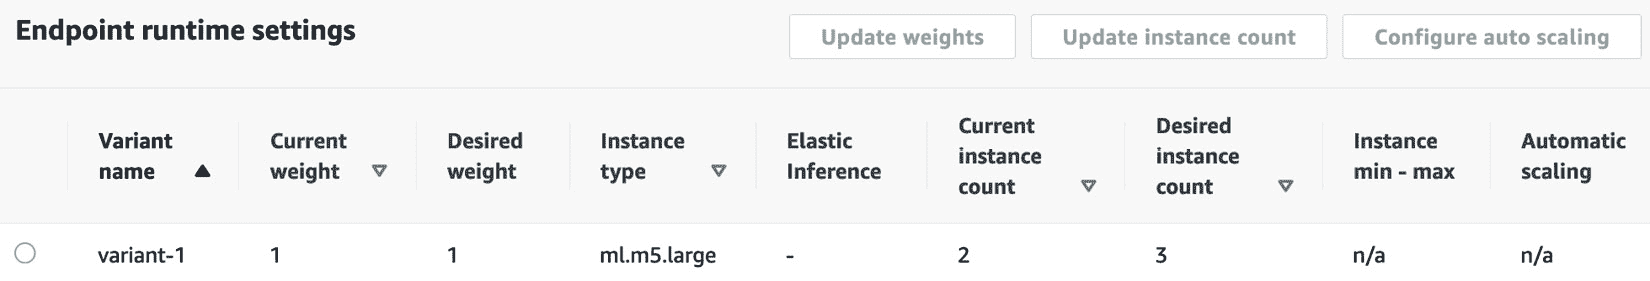 Endpoint runtime settings
Update weights
Update instance count
Configure auto scaling
Variant name
Current weight
Desired weight
Instance type
Elastic Inference
Current instance count
Desired instance count
Instance min - max
Automatic scaling
variant-1 1 1 ml.m5.large - 2 3 n/a n/a